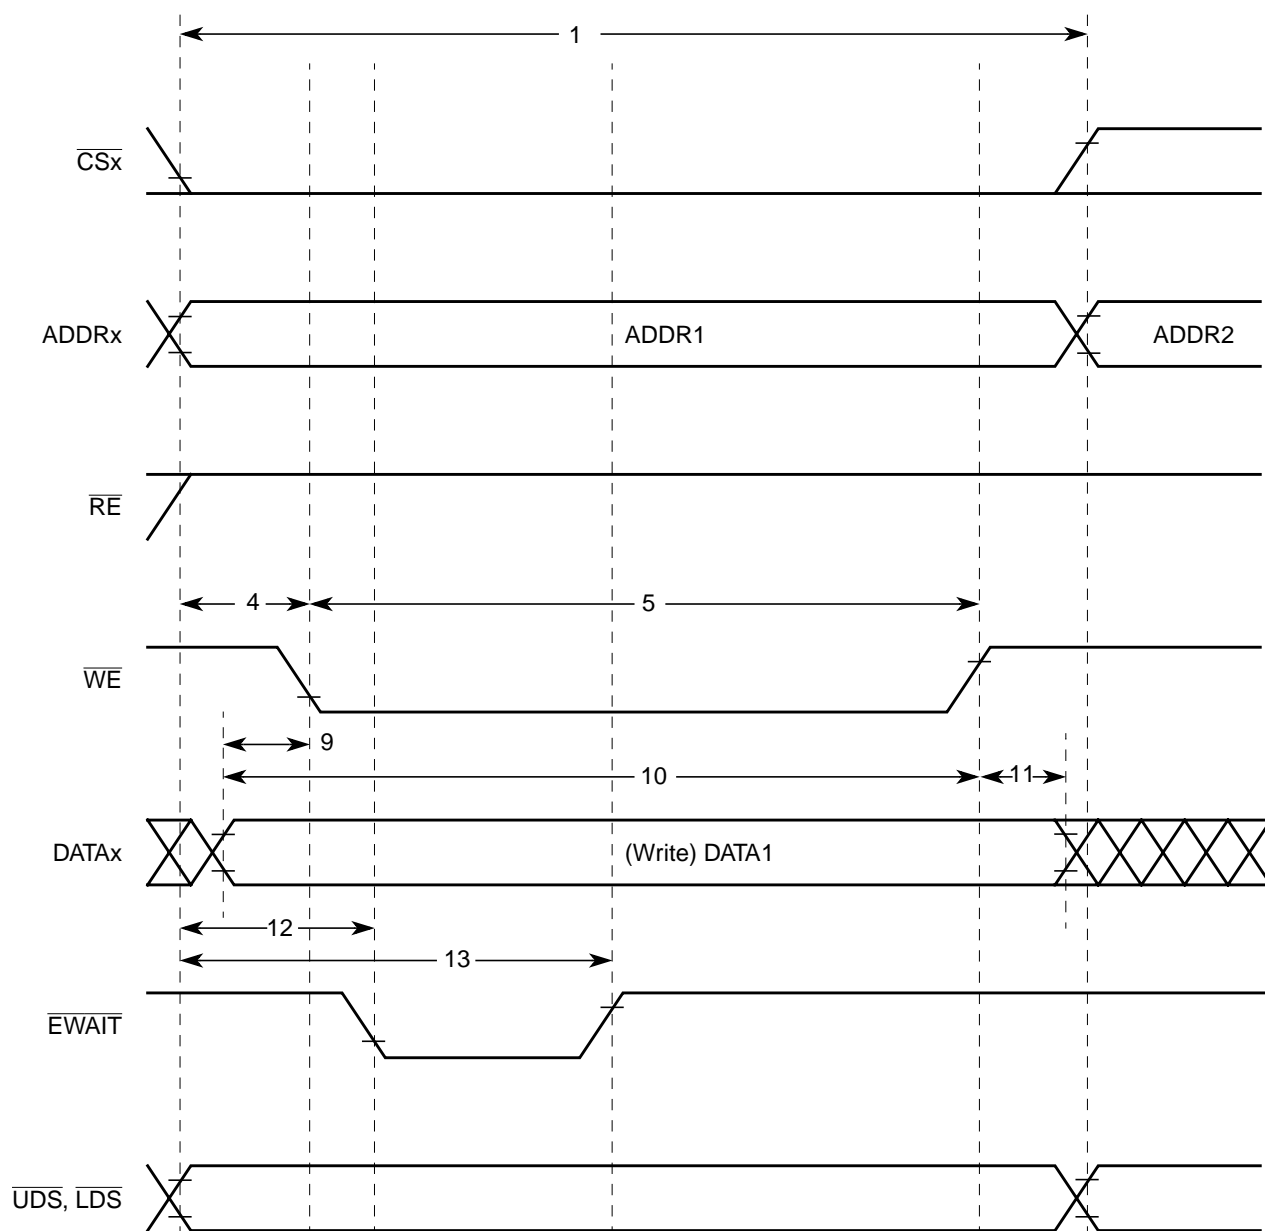 1
CSx
ADDRx ADDR1 ADDR2
RE
4 5
WE
9
10 11
DATAx (Write) DATA1
12
13
EWAIT
UDS, LDS